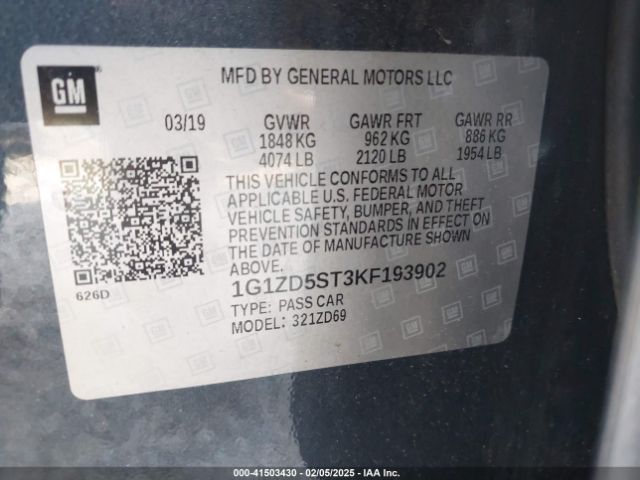 GM
MFD BY GENERAL MOTORS LLC
03/19 GVWR GAWR FRT GAWR RR
1848 KG 962 KG 886 KG
4074 LB 2120 LB 1954 LB
THIS VEHICLE CONFORMS TO ALL
APPLICABLE U.S. FEDERAL MOTOR
VEHICLE SAFETY, BUMPER, AND THEFT
PREVENTION STANDARDS IN EFFECT ON
THE DATE OF MANUFACTURE SHOWN
ABOVE.
1G1ZD5ST3KF193902
626D
TYPE: PASS CAR
MODEL: 321ZD69
000-41503430 - 02/05/2025 - IAA Inc.